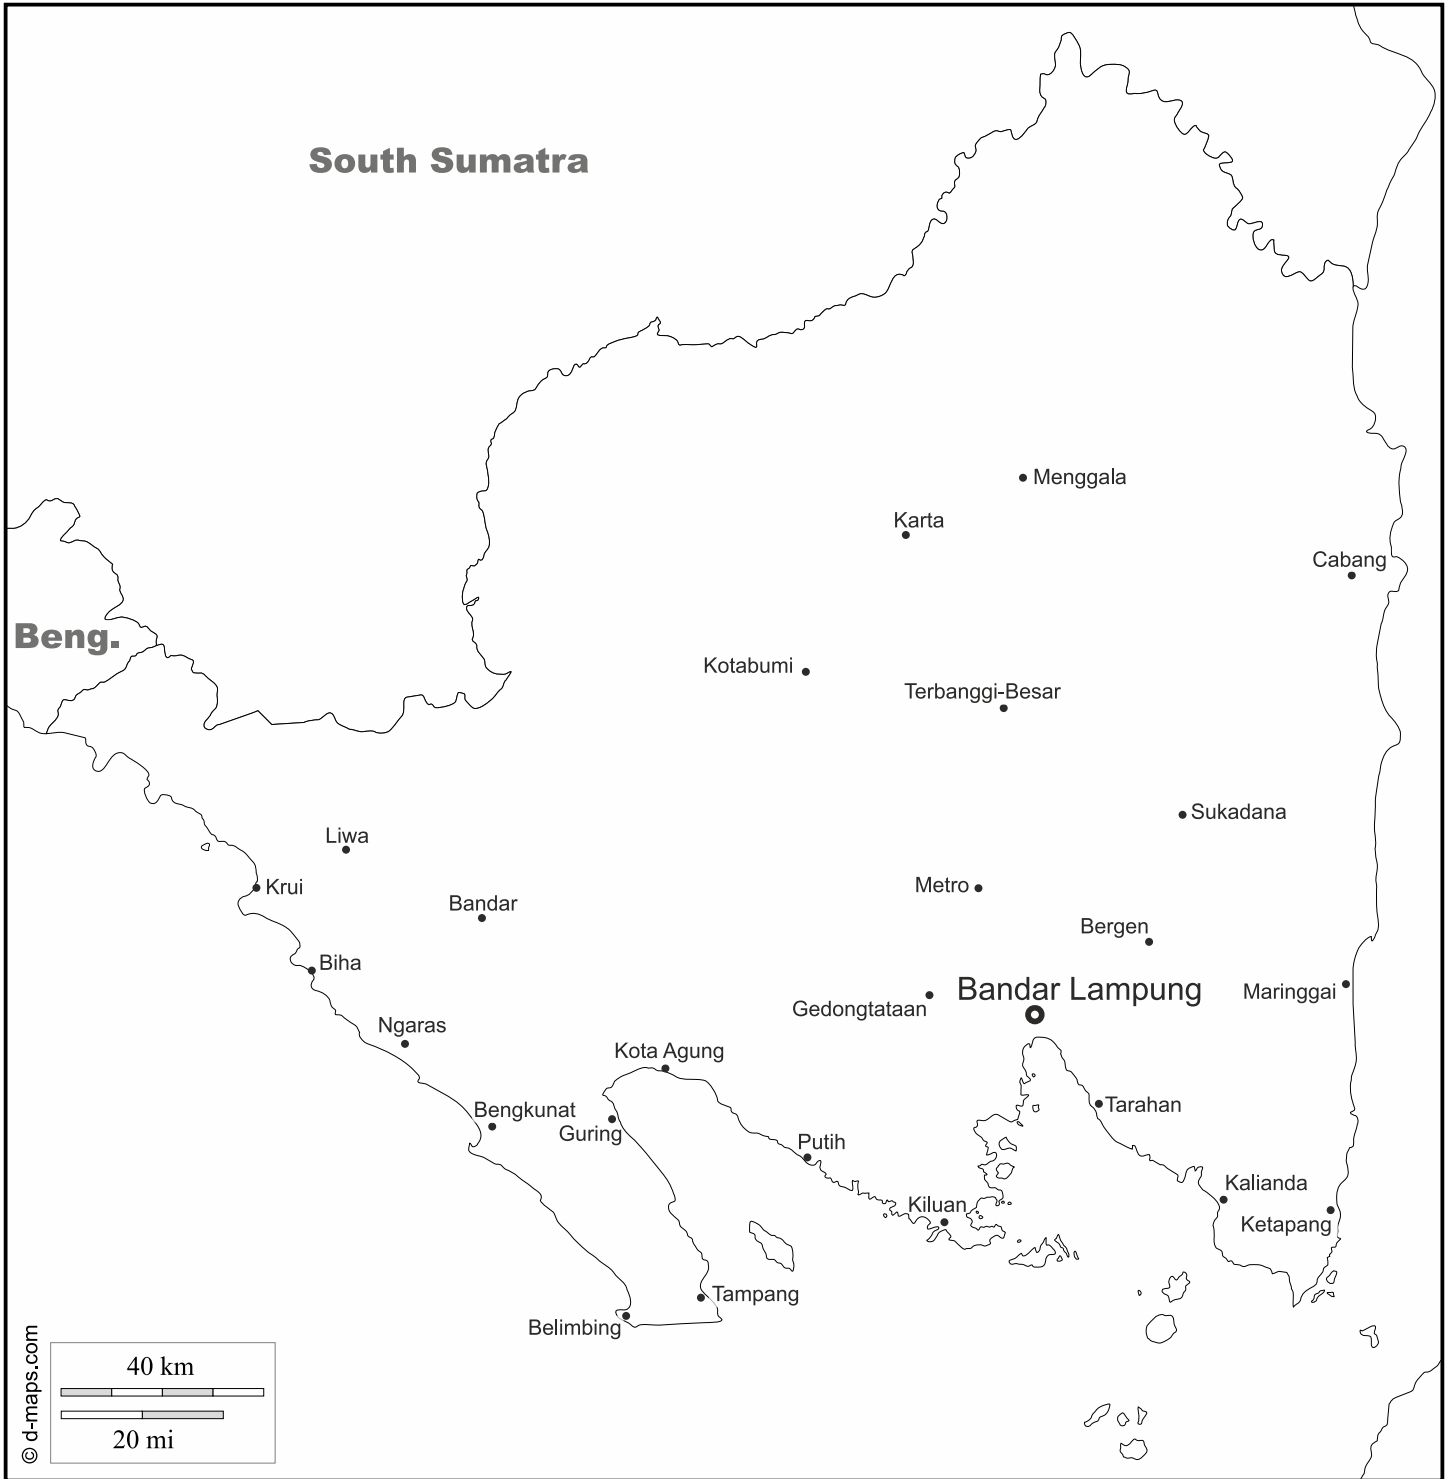 South Sumatra
Menggala
Karta
Cabang
Beng.
Kotabumi
Terbanggi-Besar
Sukadana
Liwa
Krui
Metro
Bandar
Bergen
Biha
Bandar Lampung
Maringgai
Gedongtataan
Ngaras
Kota Agung
Tarahan
Bengkunat
Guring
Putih
Kalianda
Kiluan
Ketapang
Tampang
Belimbing
40 km
20 mi
© d-maps.com